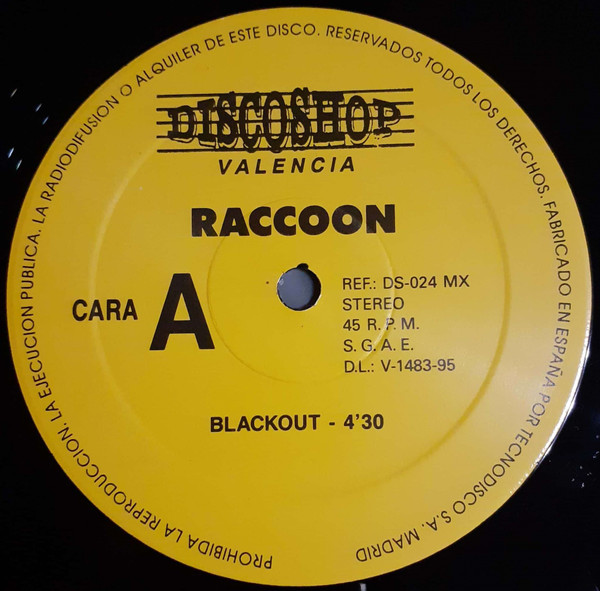 DISCOSHOP
VALENCIA
RACCOON
CARA A
REF.: DS-024 MX
STEREO
45 R. P. M.
S. G. A. E.
D.L.: V-1483-95
BLACKOUT - 4'30
PROHIBIDA LA REPRODUCCION, LA EJECUCION PUBLICA. LA RADIODIFUSION O ALQUILER DE ESTE DISCO. RESERVADOS TODOS LOS DERECHOS. FABRICADO EN ESPAÑA POR TECNODISCO S.A. MADRID